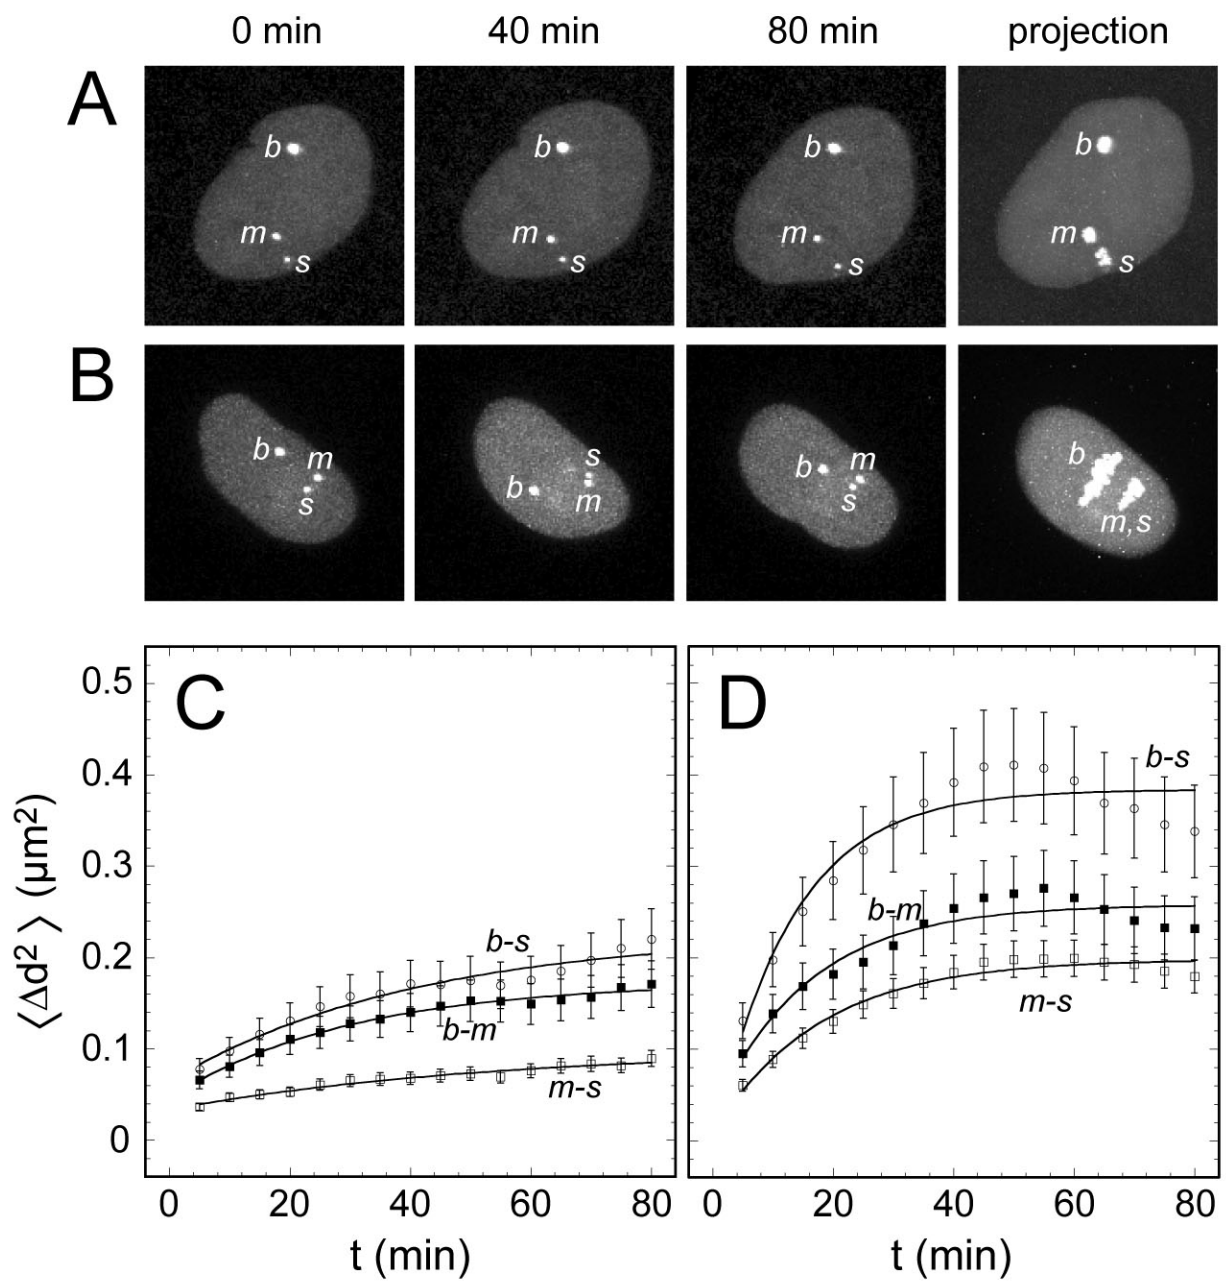 0 min 40 min 80 min projection
A
b b b b
m m m m
s s s s
B
b m s
s b m
b m s
b m,s
C D
0.5
0.4
0.3
0.2
0.1
0
⟨Δd²⟩ (μm²)
b-s
b-m
m-s
b-s
b-m
m-s
0 20 40 60 80 0 20 40 60 80
t (min) t (min)